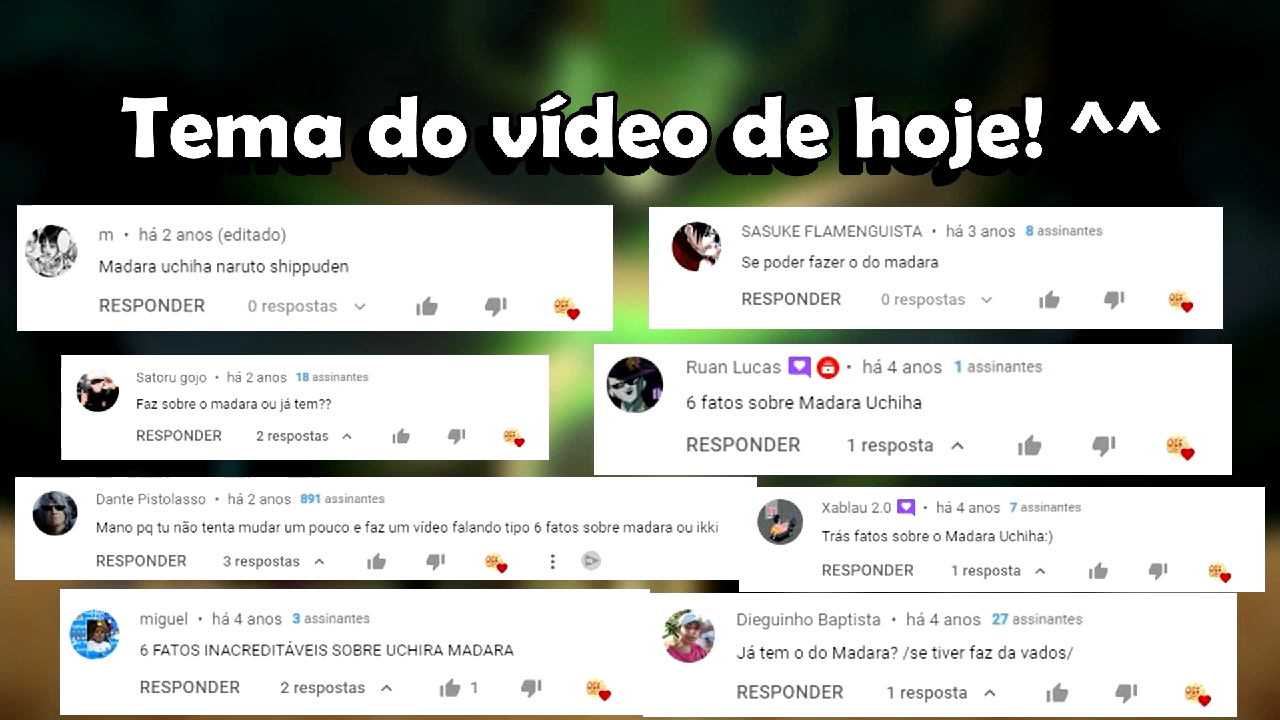 Tema do vídeo de hoje! ^^
m • há 2 anos (editado)
Madara uchiha naruto shippuden
RESPONDER 0 respostas
SASUKE FLAMENGUISTA • há 3 anos 8 assinantes
Se poder fazer o do madara
RESPONDER 0 respostas
Satoru gojo • há 2 anos 18 assinantes
Faz sobre o madara ou já tem??
RESPONDER 2 respostas
Ruan Lucas • há 4 anos 1 assinantes
6 fatos sobre Madara Uchiha
RESPONDER 1 resposta
Dante Pistolasso • há 2 anos 891 assinantes
Mano pq tu não tenta mudar um pouco e faz um vídeo falando tipo 6 fatos sobre madara ou ikki
RESPONDER 3 respostas
Xablau 2.0 • há 4 anos 7 assinantes
Trás fatos sobre o Madara Uchiha:)
RESPONDER 1 resposta
miguel • há 4 anos 3 assinantes
6 FATOS INACREDITÁVEIS SOBRE UCHIRA MADARA
RESPONDER 2 respostas 1
Dieguinho Baptista • há 4 anos 27 assinantes
Já tem o do Madara? /se tiver faz da vados/
RESPONDER 1 resposta